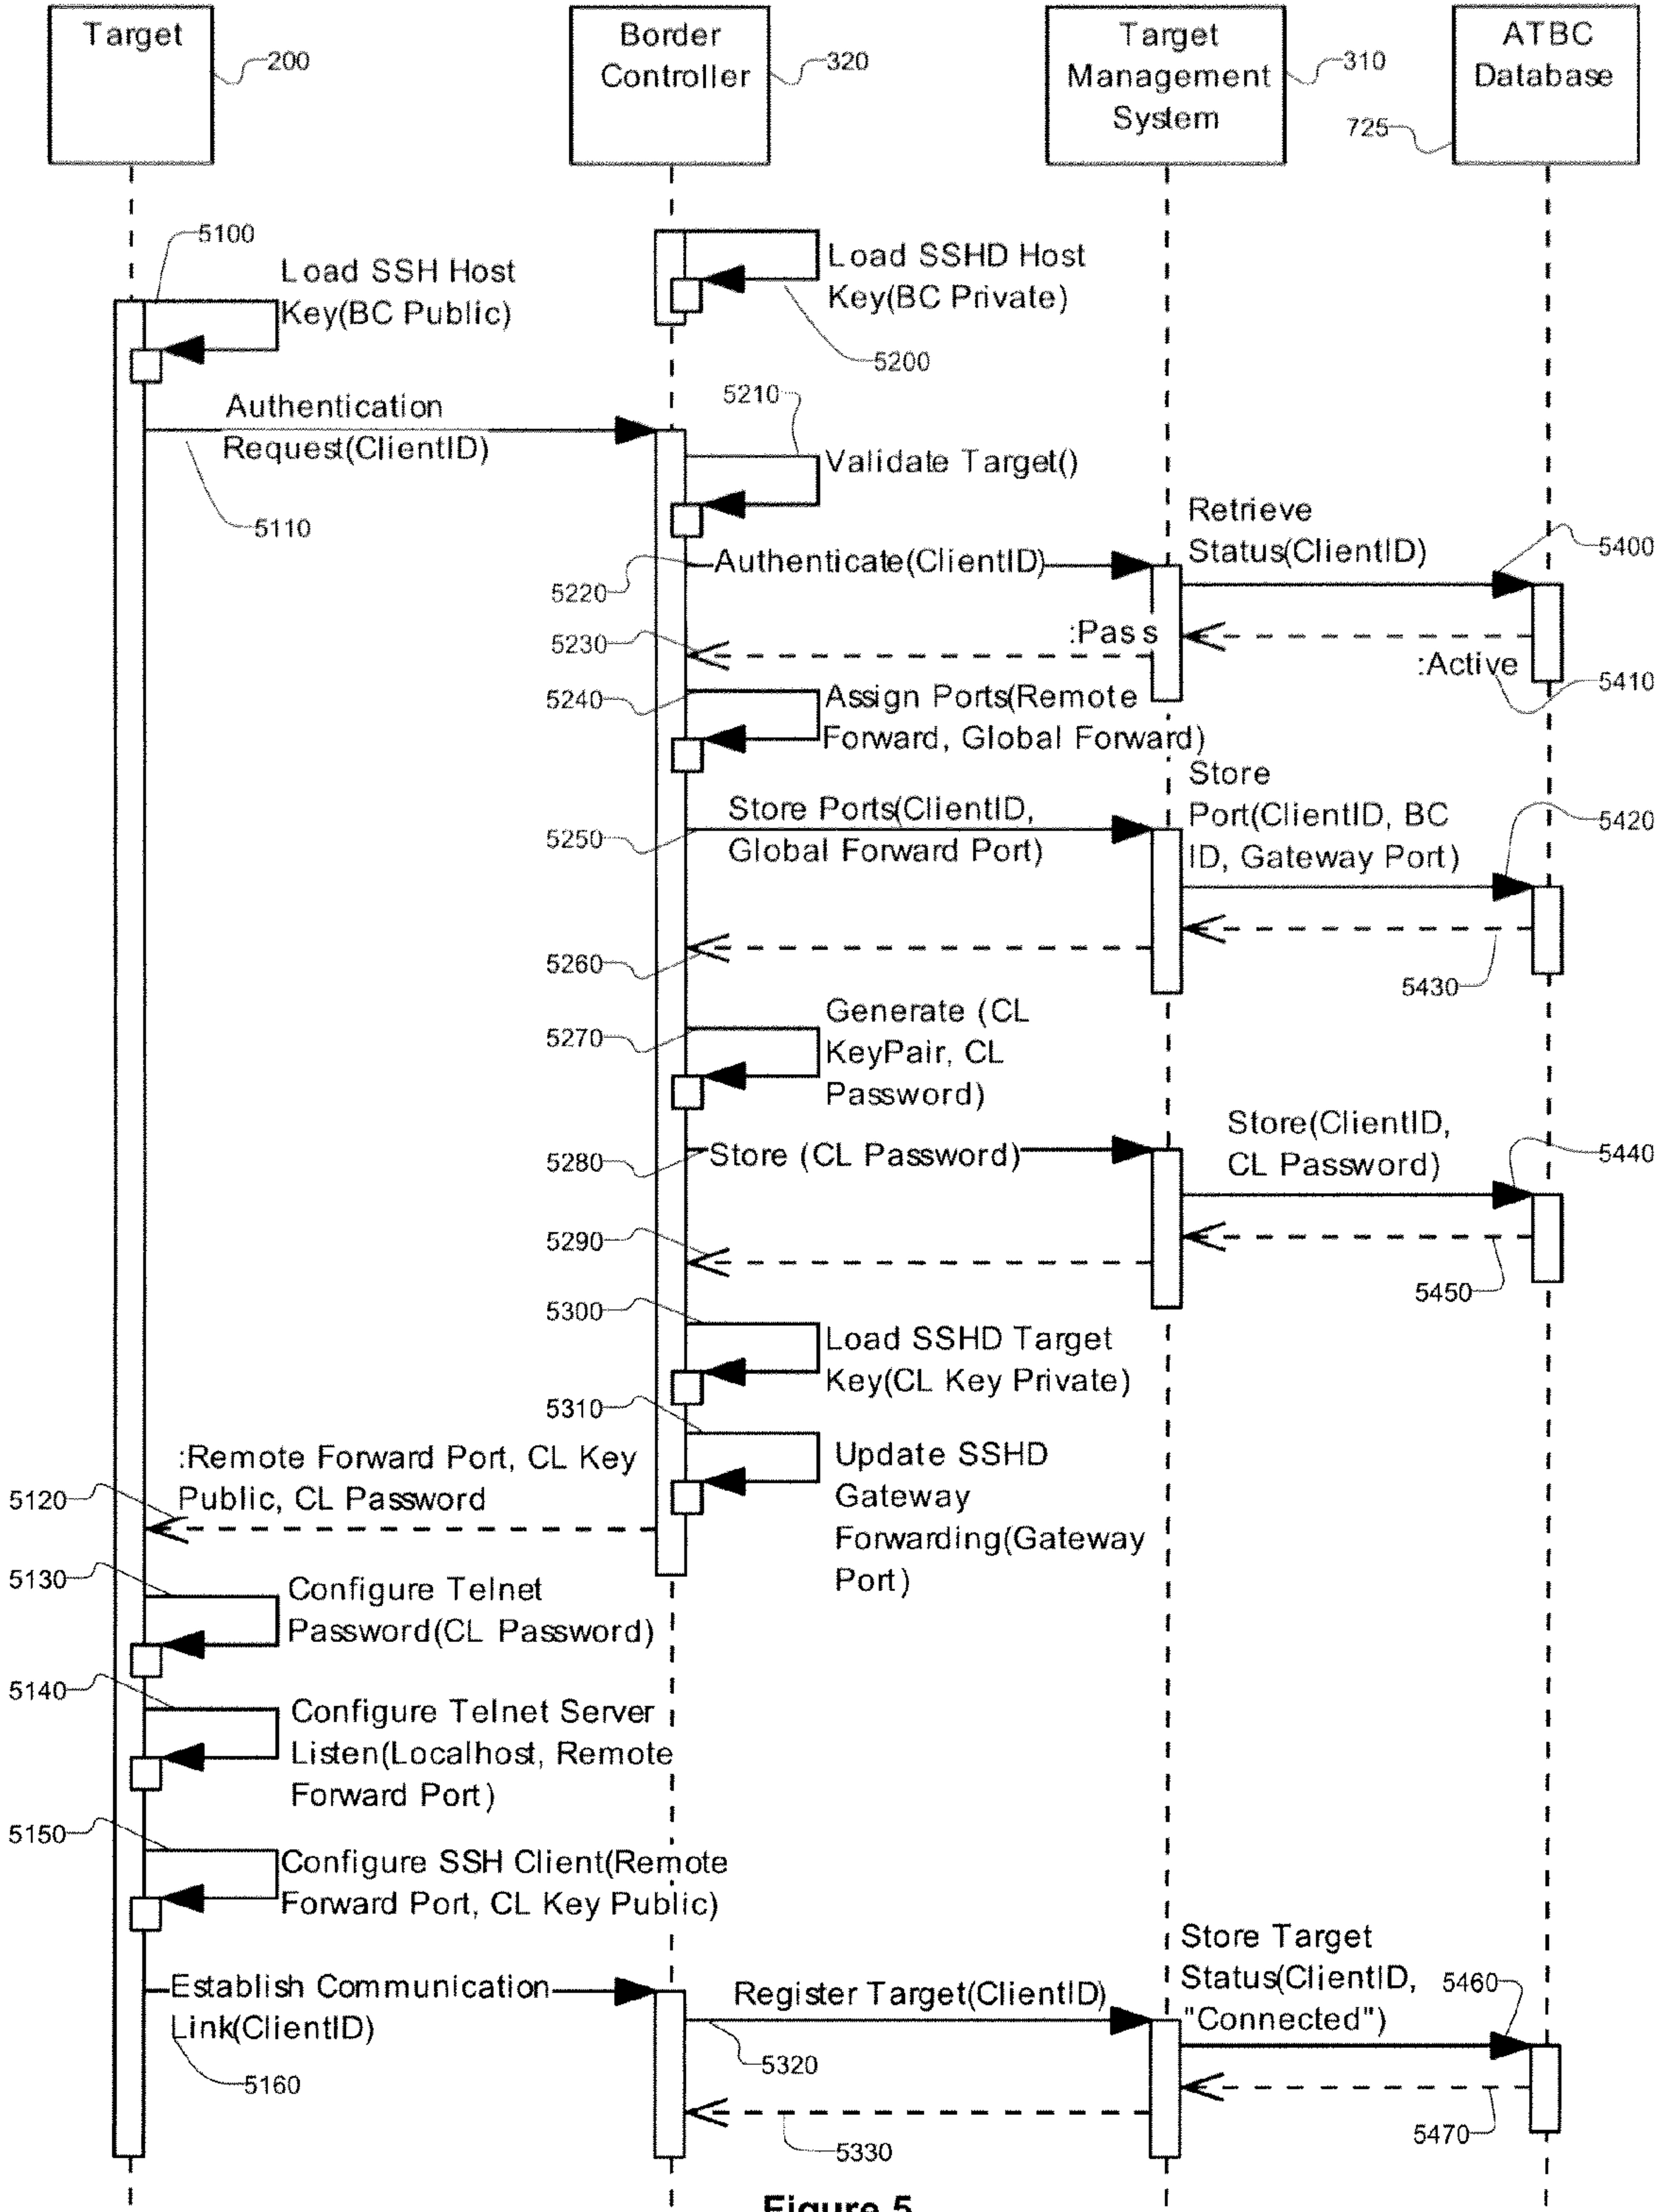 Target
200
Border
Controller
320
Target
Management
System
310
ATBC
Database
725
5100
Load SSH Host
Key(BC Public)
Load SSHD Host
Key(BC Private)
5200
Authentication
Request(ClientID)
5110
5210
Validate Target()
Authenticate(ClientID)
5220
Retrieve
Status(ClientID)
5400
:Pass
5230
:Active
5410
5240
Assign Ports(Remote
Forward, Global Forward)
Store Ports(ClientID,
Global Forward Port)
5250
Store
Port(ClientID, BC
ID, Gateway Port)
5420
5260
5430
5270
Generate (CL
KeyPair, CL
Password)
5280
Store (CL Password)
Store(ClientID,
CL Password)
5440
5290
5450
5300
Load SSHD Target
Key(CL Key Private)
5310
Update SSHD
Gateway
Forwarding(Gateway
Port)
:Remote Forward Port, CL Key
Public, CL Password
5120
5130
Configure Telnet
Password(CL Password)
5140
Configure Telnet Server
Listen(Localhost, Remote
Forward Port)
5150
Configure SSH Client(Remote
Forward Port, CL Key Public)
Establish Communication
Link(ClientID)
5160
Register Target(ClientID)
5320
Store Target
Status(ClientID,
"Connected")
5460
5330
5470
Figure 5